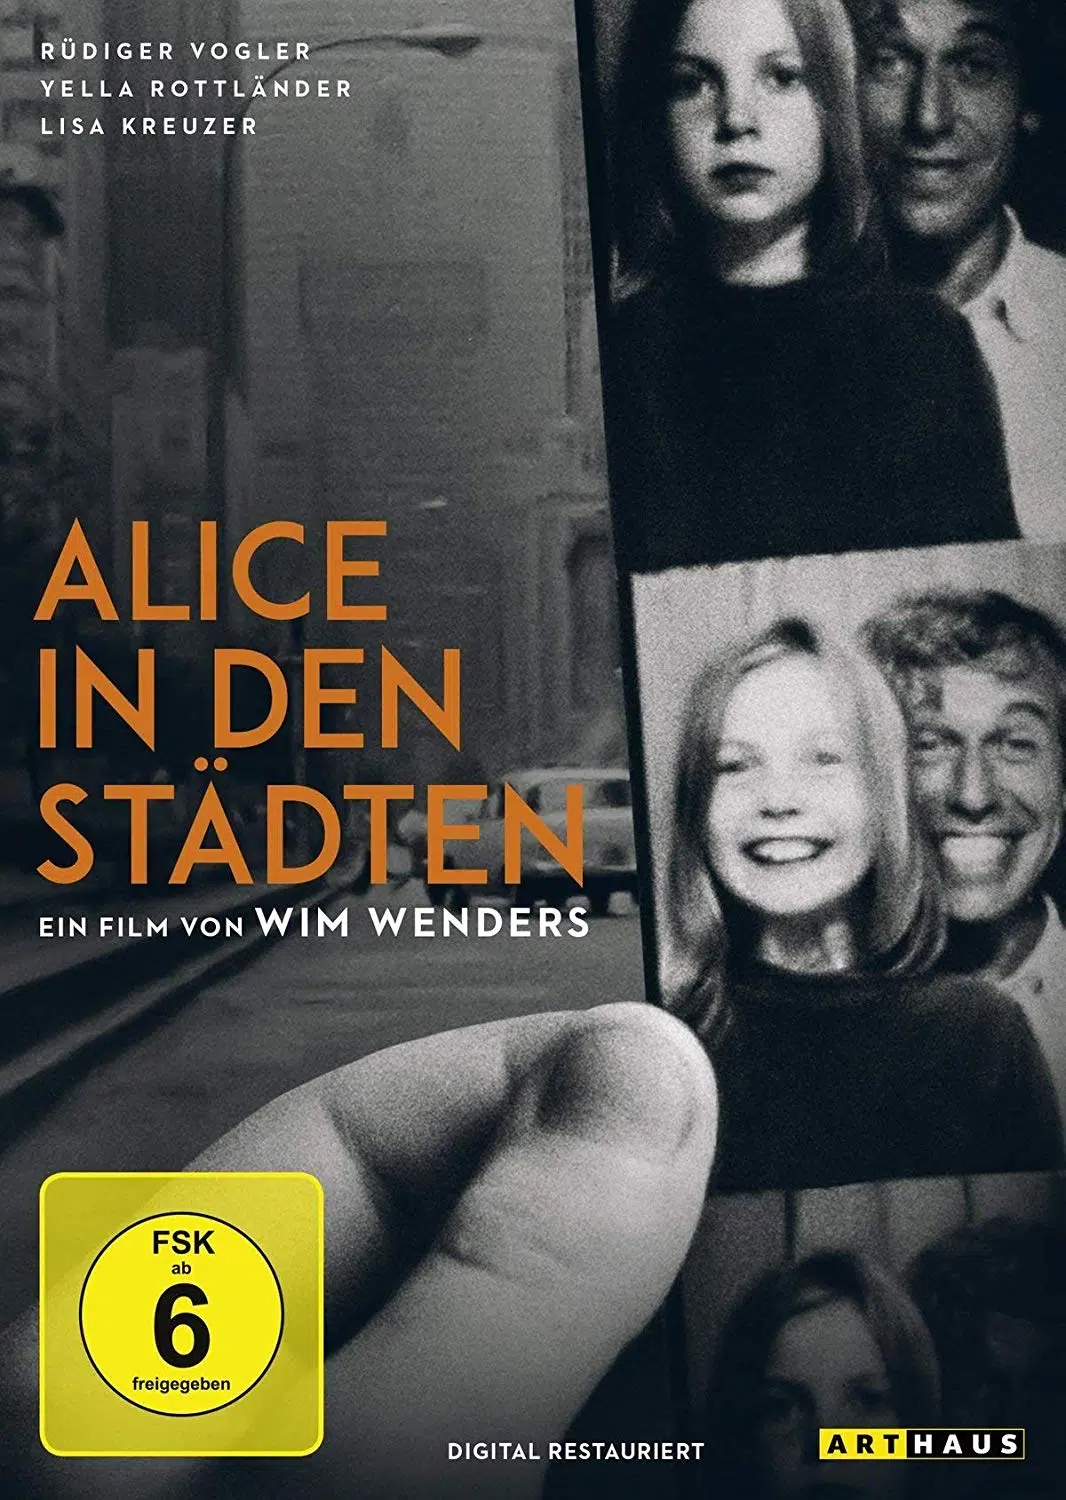 RÜDIGER VOGLER
YELLA ROTTLÄNDER
LISA KREUZER
ALICE
IN DEN
STÄDTEN
EIN FILM VON WIM WENDERS
FSK
ab
6
freigegeben
DIGITAL RESTAURIERT
ARTHAUS